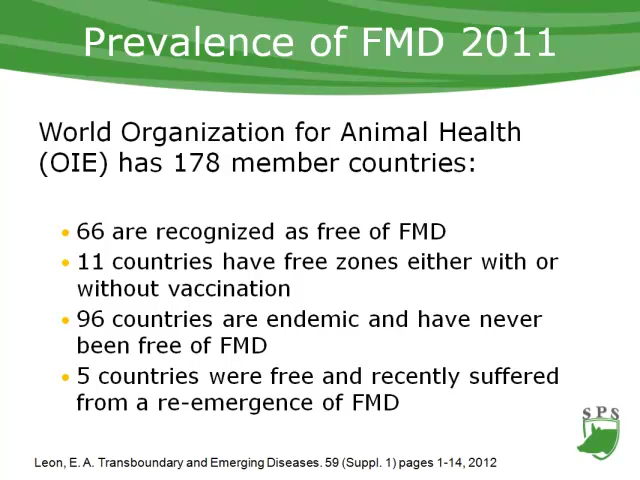 Prevalence of FMD 2011
World Organization for Animal Health
(OIE) has 178 member countries:
• 66 are recognized as free of FMD
• 11 countries have free zones either with or
without vaccination
• 96 countries are endemic and have never
been free of FMD
• 5 countries were free and recently suffered
from a re-emergence of FMD
SPS
Leon, E. A. Transboundary and Emerging Diseases. 59 (Suppl. 1) pages 1-14, 2012